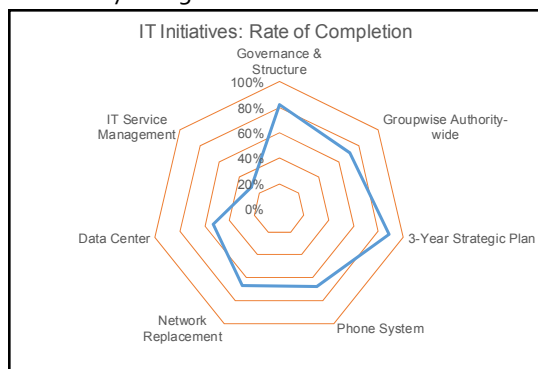 IT Initiatives: Rate of Completion
Governance &
Structure
100%
80%
60%
40%
20%
0%
IT Service
Management
Groupwise Authority-
wide
Data Center
3-Year Strategic Plan
Network
Replacement
Phone System